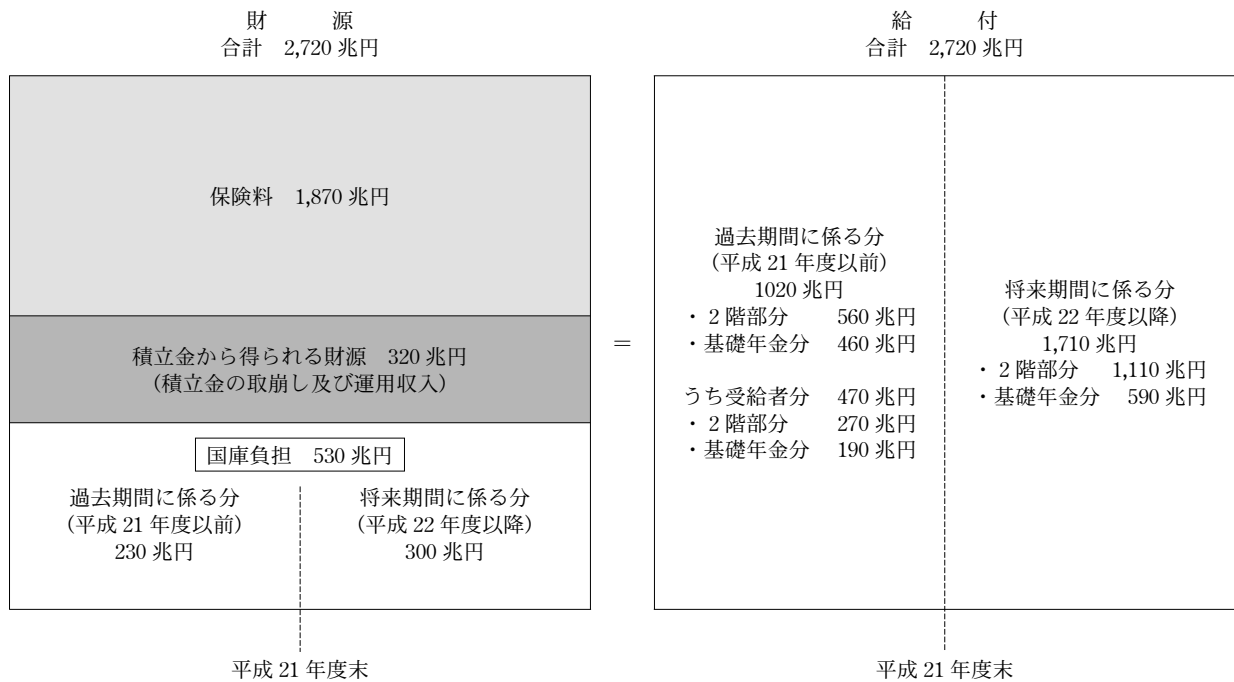 財　　源
合計　2,720 兆円
保険料　1,870 兆円
積立金から得られる財源　320 兆円
(積立金の取崩し及び運用収入)
国庫負担　530 兆円
過去期間に係る分
(平成 21 年度以前)
230 兆円
将来期間に係る分
(平成 22 年度以降)
300 兆円
平成 21 年度末
＝
給　　付
合計　2,720 兆円
過去期間に係る分
(平成 21 年度以前)
1020 兆円
・ 2 階部分　　560 兆円
・基礎年金分　460 兆円
うち受給者分　470 兆円
・ 2 階部分　　270 兆円
・基礎年金分　190 兆円
将来期間に係る分
(平成 22 年度以降)
1,710 兆円
・ 2 階部分　1,110 兆円
・基礎年金分　590 兆円
平成 21 年度末